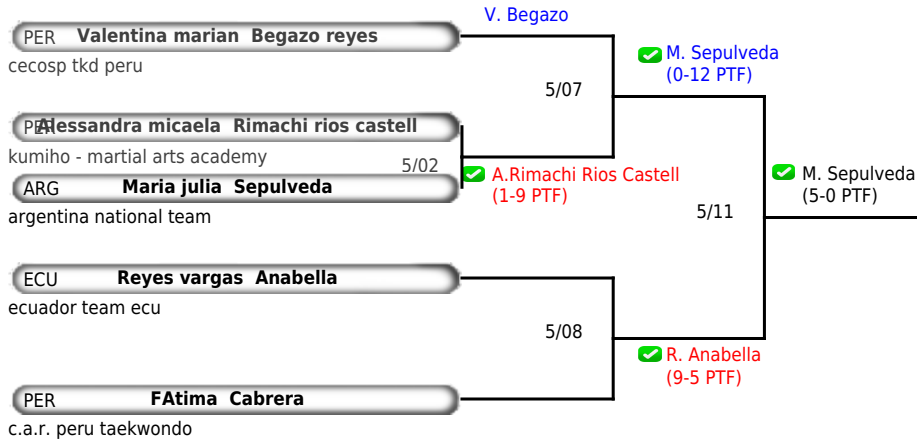 V. Begazo
PER Valentina marian Begazo reyes
cecosp tkd peru
M. Sepulveda
(0-12 PTF)
5/07
PER Alessandra micaela Rimachi rios castell
kumiho - martial arts academy
5/02
A.Rimachi Rios Castell
(1-9 PTF)
ARG Maria julia Sepulveda
argentina national team
M. Sepulveda
(5-0 PTF)
5/11
ECU Reyes vargas Anabella
ecuador team ecu
5/08
R. Anabella
(9-5 PTF)
PER FAtima Cabrera
c.a.r. peru taekwondo